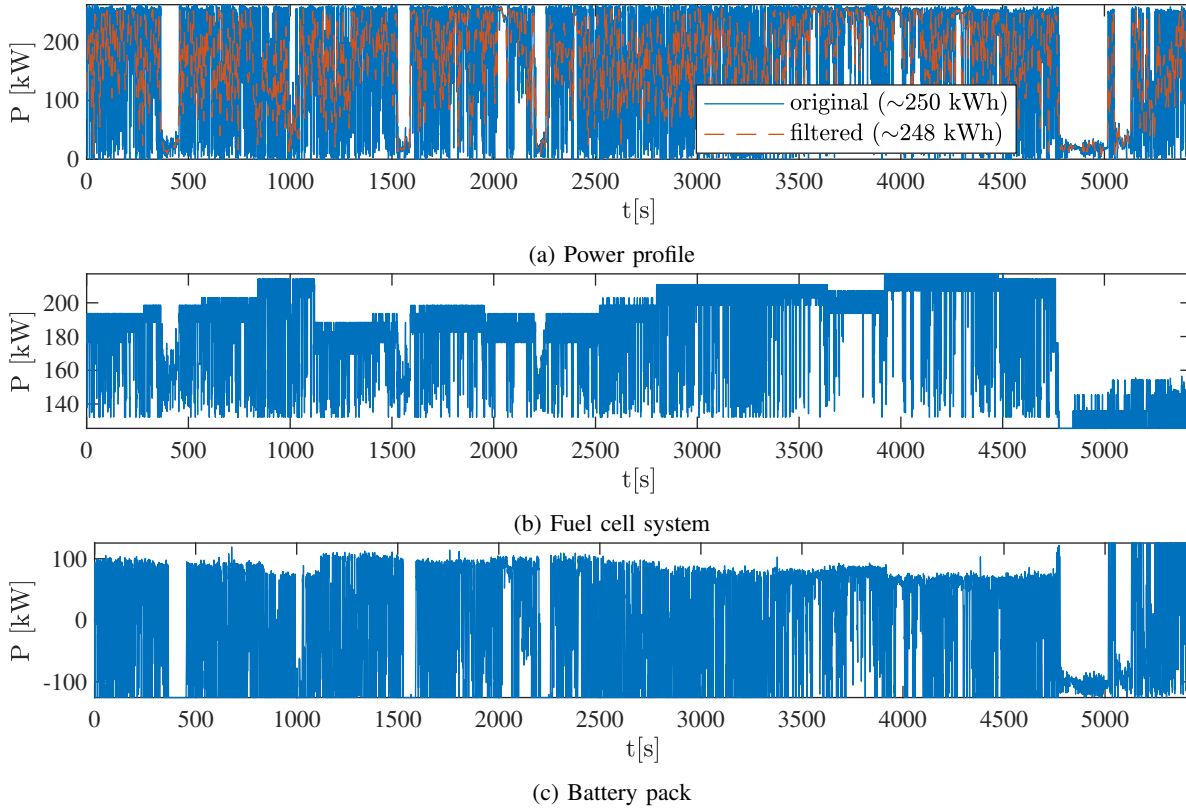 P [kW]
200
100
0
original (~250 kWh)
filtered (~248 kWh)
0 500 1000 1500 2000 2500 3000 3500 4000 4500 5000
t[s]
(a) Power profile
P [kW]
200
180
160
140
0 500 1000 1500 2000 2500 3000 3500 4000 4500 5000
t[s]
(b) Fuel cell system
P [kW]
100
0
-100
0 500 1000 1500 2000 2500 3000 3500 4000 4500 5000
t[s]
(c) Battery pack